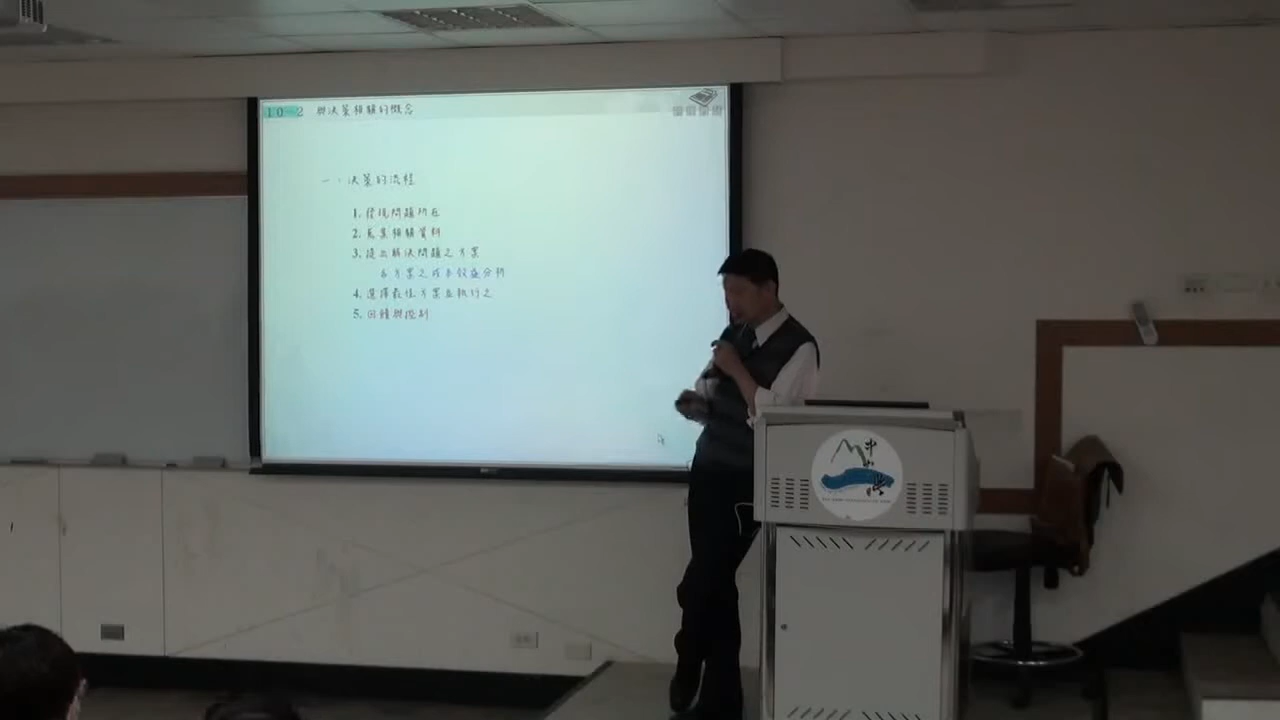 10-2 與決策相關的概念
一、決策的流程
1. 發現問題所在
2. 蒐集相關資料
3. 提出解決問題之方案
各方案之成本效益分析
4. 選擇最佳方案並執行之
5. 回饋與控制
中山